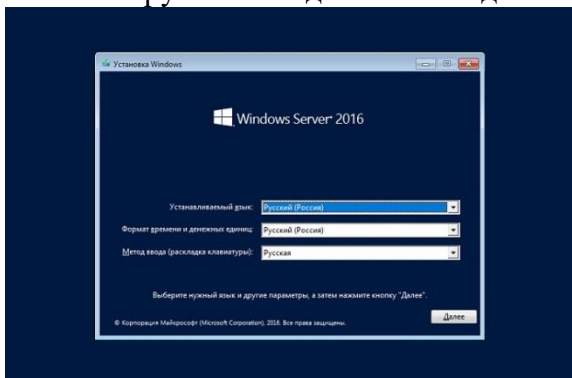 Установка Windows
Windows Server 2016
Устанавливаемый язык: Русский (Россия)
Формат времени и денежных единиц: Русский (Россия)
Метод ввода (раскладка клавиатуры): Русская
Выберите нужный язык и другие параметры, а затем нажмите кнопку "Далее".
© Корпорация Майкрософт (Microsoft Corporation), 2016. Все права защищены.
Далее